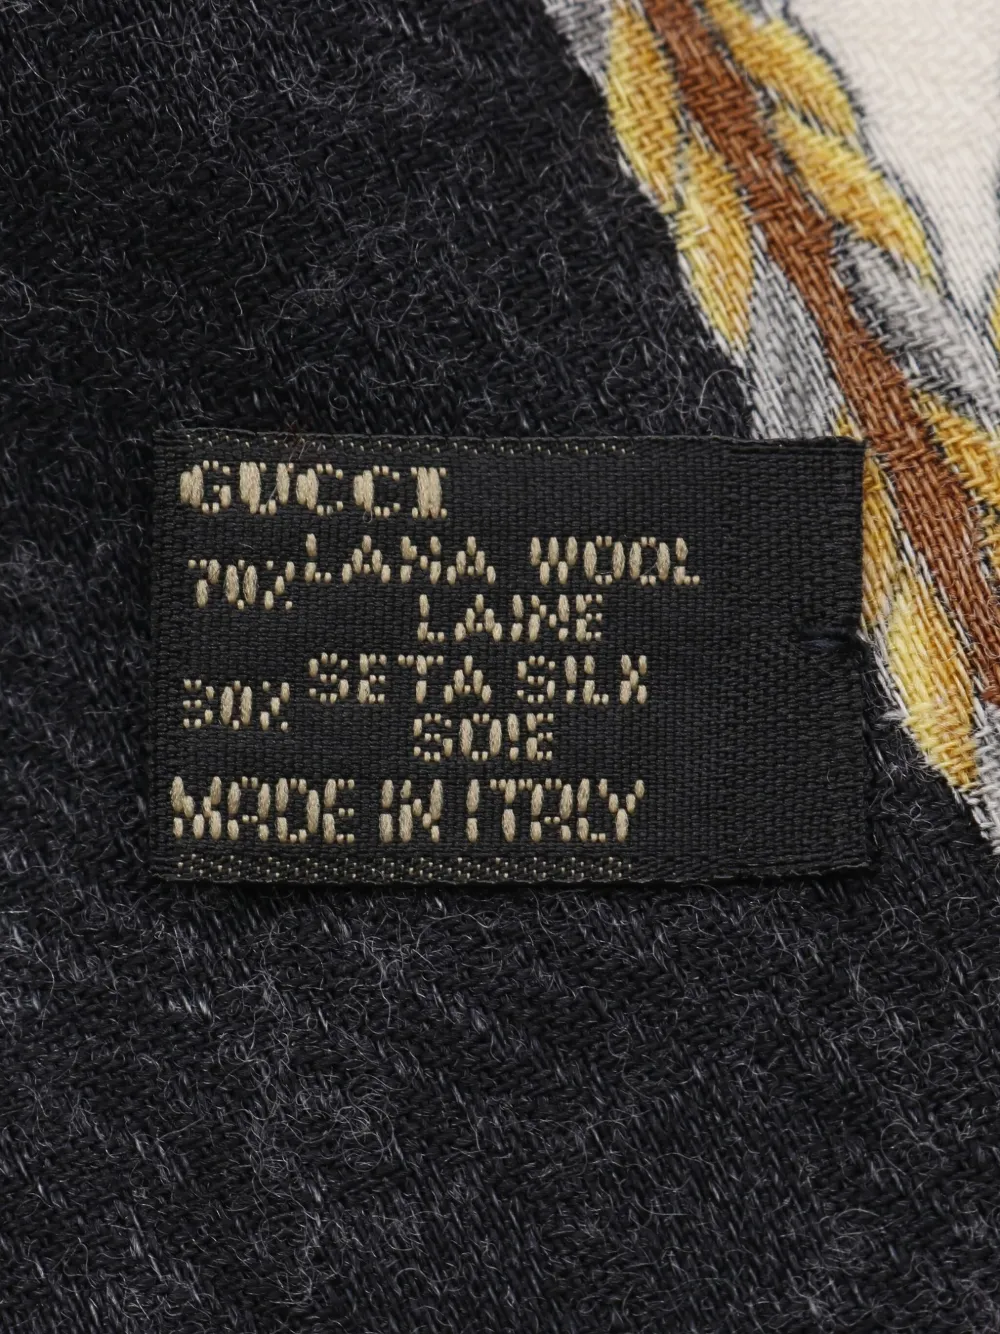 GUCCI
70% LANA WOOL
LAINE
30% SETA SILK
SOIE
MADE IN ITALY